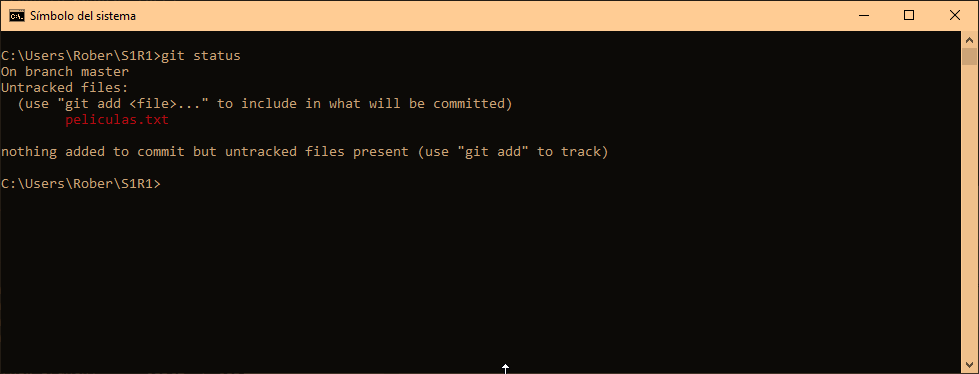 Símbolo del sistema
C:\Users\Rober\S1R1>git status
On branch master
Untracked files:
  (use "git add <file>..." to include in what will be committed)
        peliculas.txt
nothing added to commit but untracked files present (use "git add" to track)
C:\Users\Rober\S1R1>